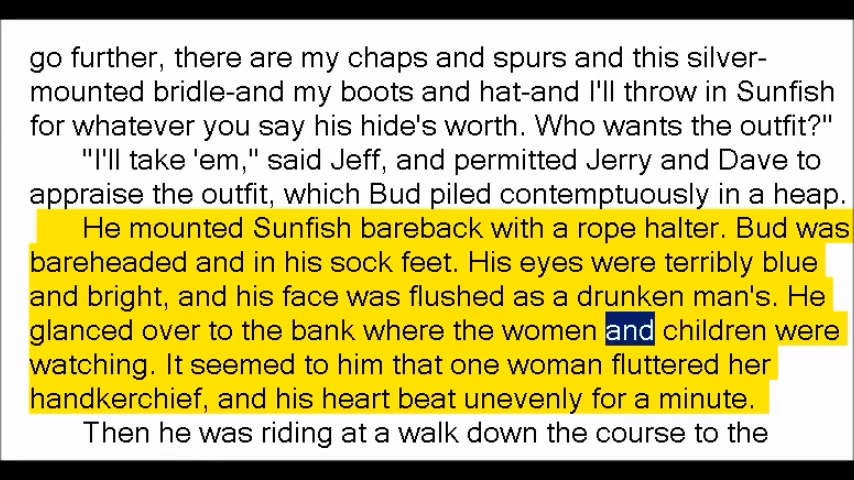 go further, there are my chaps and spurs and this silver-
mounted bridle-and my boots and hat-and I'll throw in Sunfish
for whatever you say his hide's worth. Who wants the outfit?"
"I'll take 'em," said Jeff, and permitted Jerry and Dave to
appraise the outfit, which Bud piled contemptuously in a heap.
He mounted Sunfish bareback with a rope halter. Bud was
bareheaded and in his sock feet. His eyes were terribly blue
and bright, and his face was flushed as a drunken man's. He
glanced over to the bank where the women and children were
watching. It seemed to him that one woman fluttered her
handkerchief, and his heart beat unevenly for a minute.
Then he was riding at a walk down the course to the